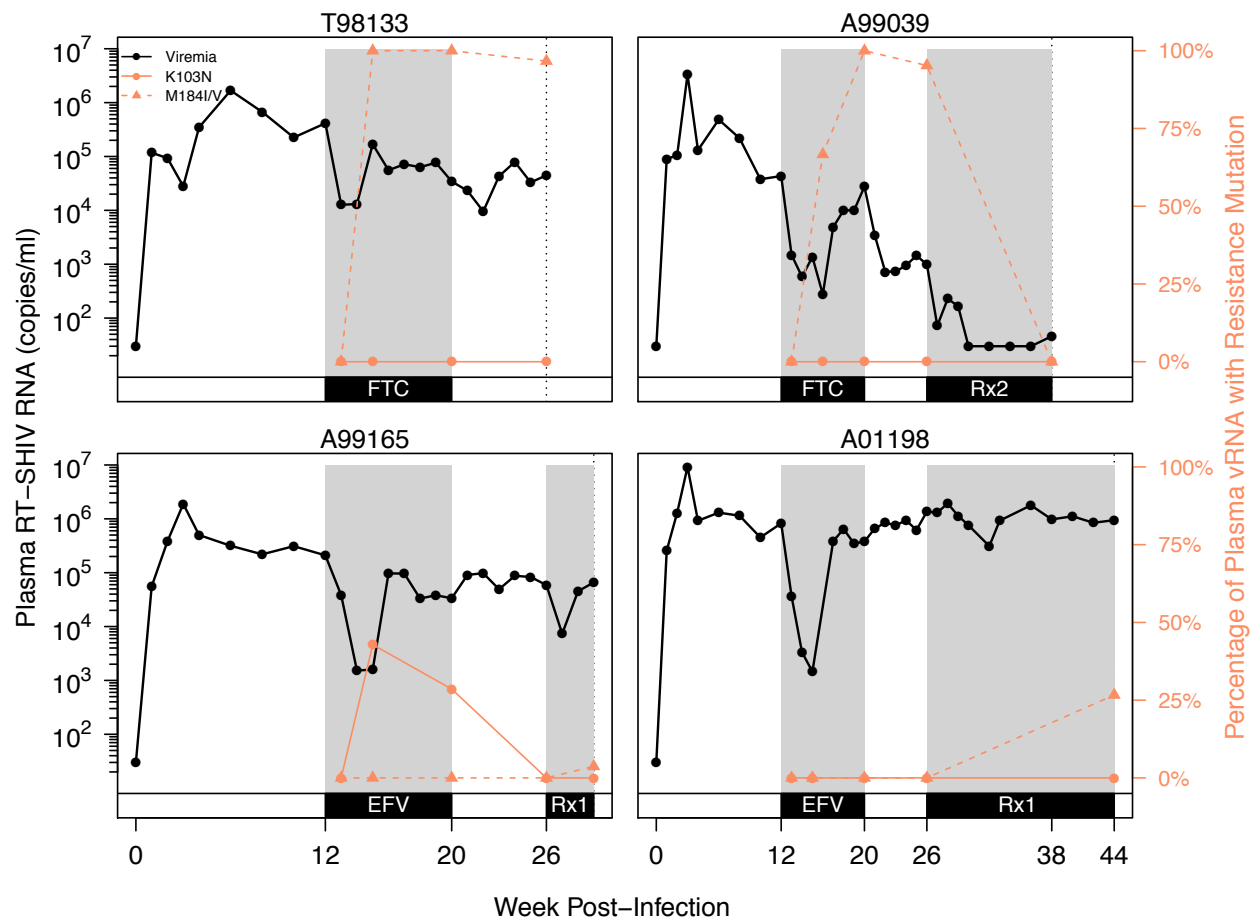 T98133
A99039
Viremia
K103N
M184I/V
10^7
10^6
10^5
10^4
10^3
10^2
100%
75%
50%
25%
0%
FTC
FTC
Rx2
A99165
A01198
10^7
10^6
10^5
10^4
10^3
10^2
100%
75%
50%
25%
0%
EFV
Rx1
EFV
Rx1
0
12
20
26
0
12
20
26
38
44
Week Post−Infection
Plasma RT−SHIV RNA (copies/ml)
Percentage of Plasma vRNA with Resistance Mutation